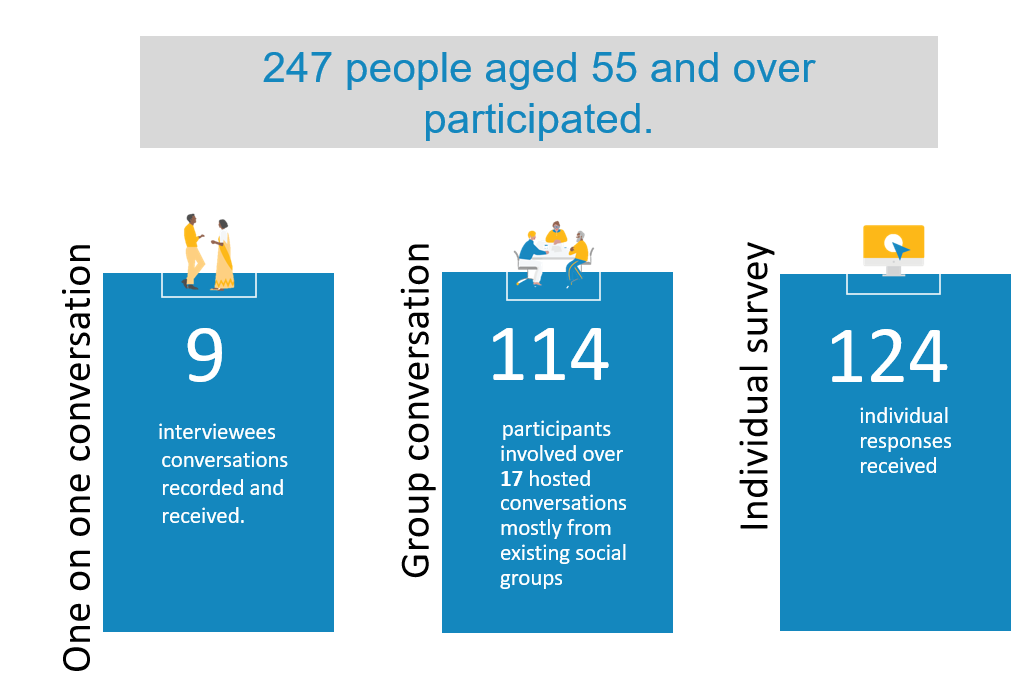 247 people aged 55 and over
participated.
One on one conversation
9
interviewees
conversations
recorded and
received.
Group conversation
114
participants
involved over
17 hosted
conversations
mostly from
existing social
groups
Individual survey
124
individual
responses
received